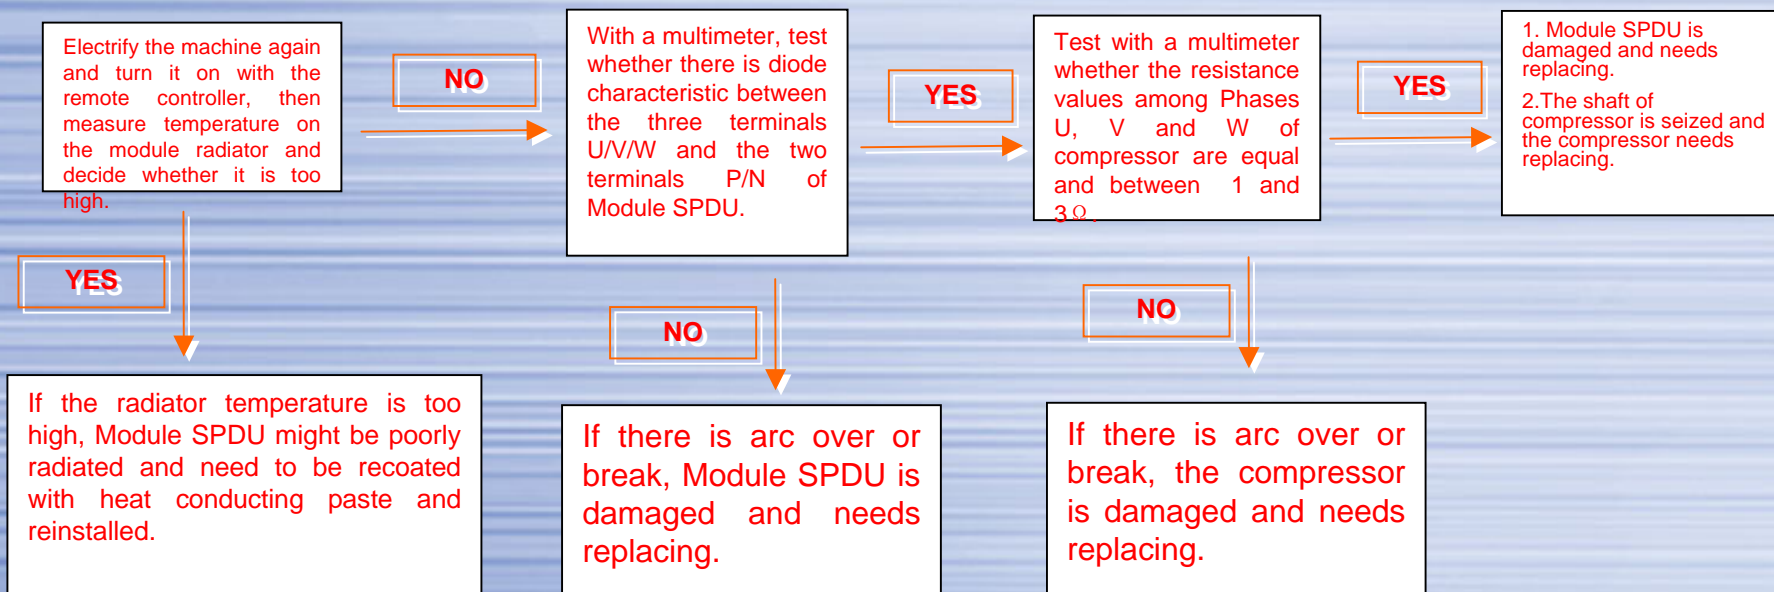 Electrify the machine again
and turn it on with the
remote controller, then
measure temperature on
the module radiator and
decide whether it is too
high.
NO
With a multimeter, test
whether there is diode
characteristic between
the three terminals
U/V/W and the two
terminals P/N of
Module SPDU.
YES
Test with a multimeter
whether the resistance
values among Phases
U, V and W of
compressor are equal
and between 1 and
3Ω.
YES
1. Module SPDU is
damaged and needs
replacing.
2.The shaft of
compressor is seized and
the compressor needs
replacing.
YES
NO
NO
If the radiator temperature is too
high, Module SPDU might be poorly
radiated and need to be recoated
with heat conducting paste and
reinstalled.
If there is arc over or
break, Module SPDU is
damaged and needs
replacing.
If there is arc over or
break, the compressor
is damaged and needs
replacing.